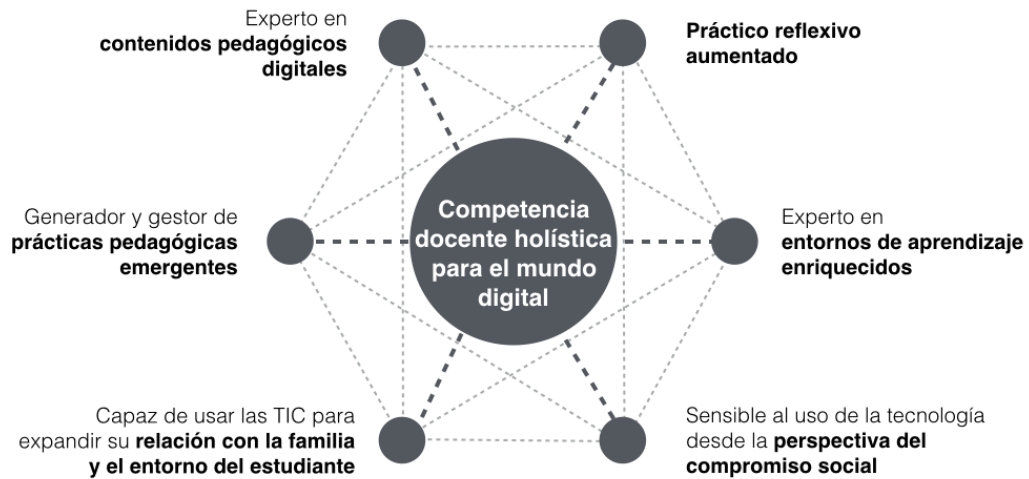 Experto en
contenidos pedagógicos
digitales
Práctico reflexivo
aumentado
Generador y gestor de
prácticas pedagógicas
emergentes
Competencia
docente holística
para el mundo
digital
Experto en
entornos de aprendizaje
enriquecidos
Capaz de usar las TIC para
expandir su relación con la familia
y el entorno del estudiante
Sensible al uso de la tecnología
desde la perspectiva del
compromiso social